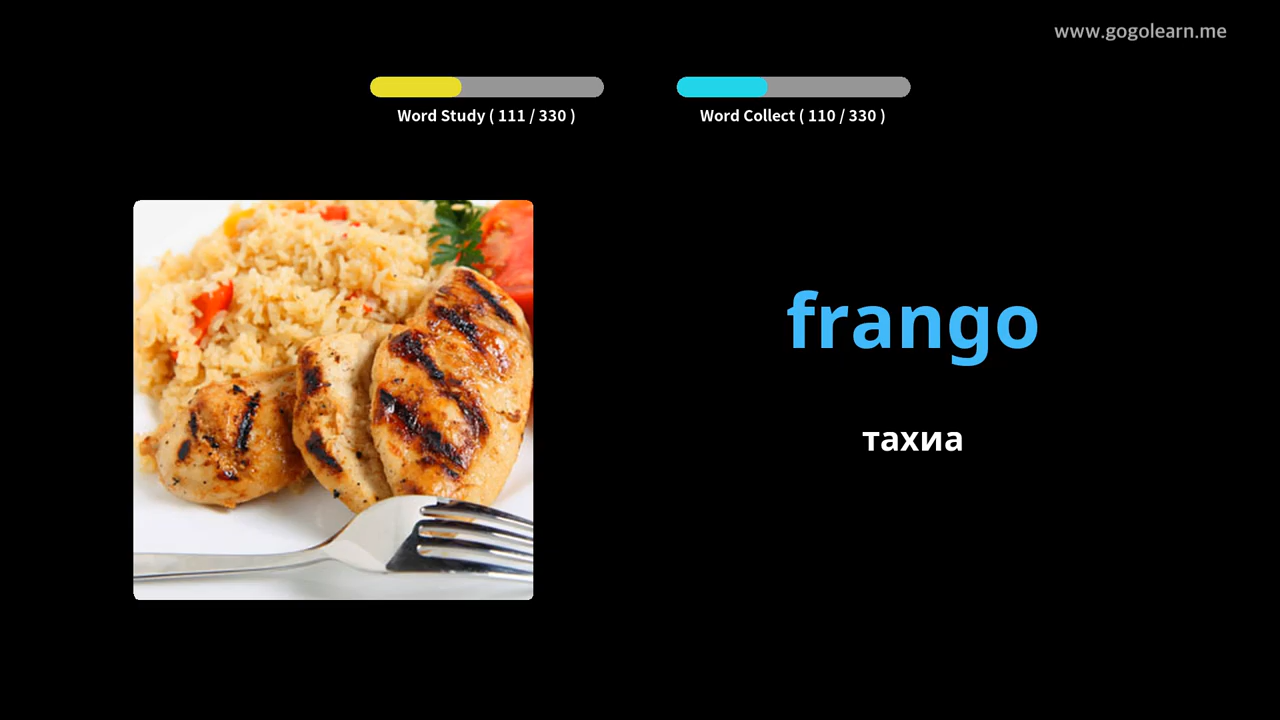 www.gogolearn.me
Word Study ( 111 / 330 )
Word Collect ( 110 / 330 )
frango
тахиа